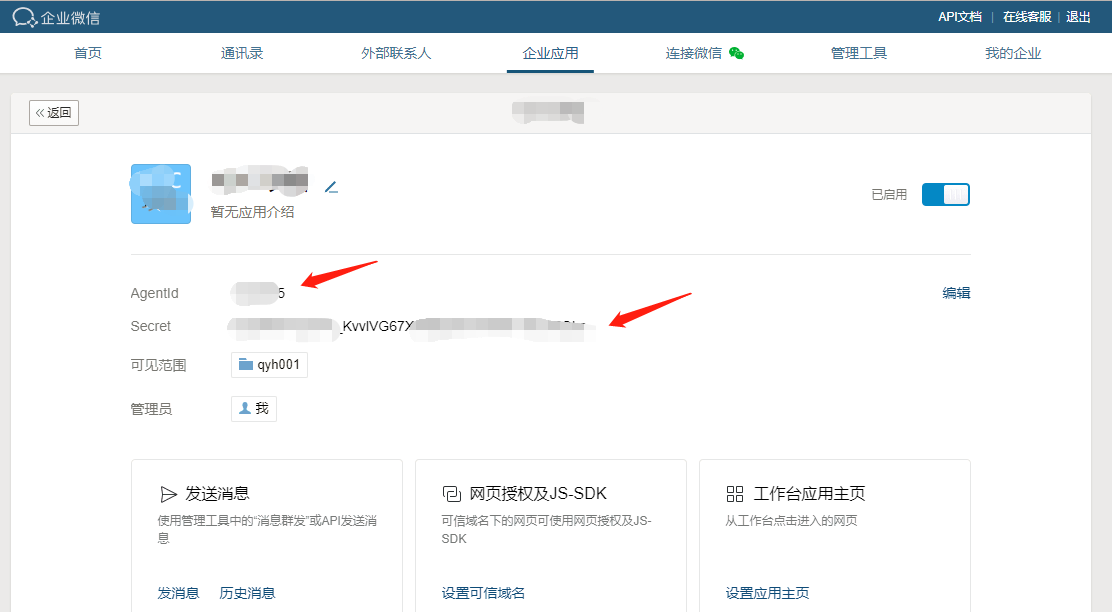 企业微信 API文档 | 在线客服 | 退出
首页 通讯录 外部联系人 企业应用 连接微信 管理工具 我的企业
«返回
暂无应用介绍
已启用
AgentId 5 编辑
Secret _KvvlVG67X
可见范围 qyh001
管理员 我
发送消息
使用管理工具中的“消息群发”或API发送消
息
发消息 历史消息
网页授权及JS-SDK
可信域名下的网页可使用网页授权及JS-
SDK
设置可信域名
工作台应用主页
从工作台点击进入的网页
设置应用主页